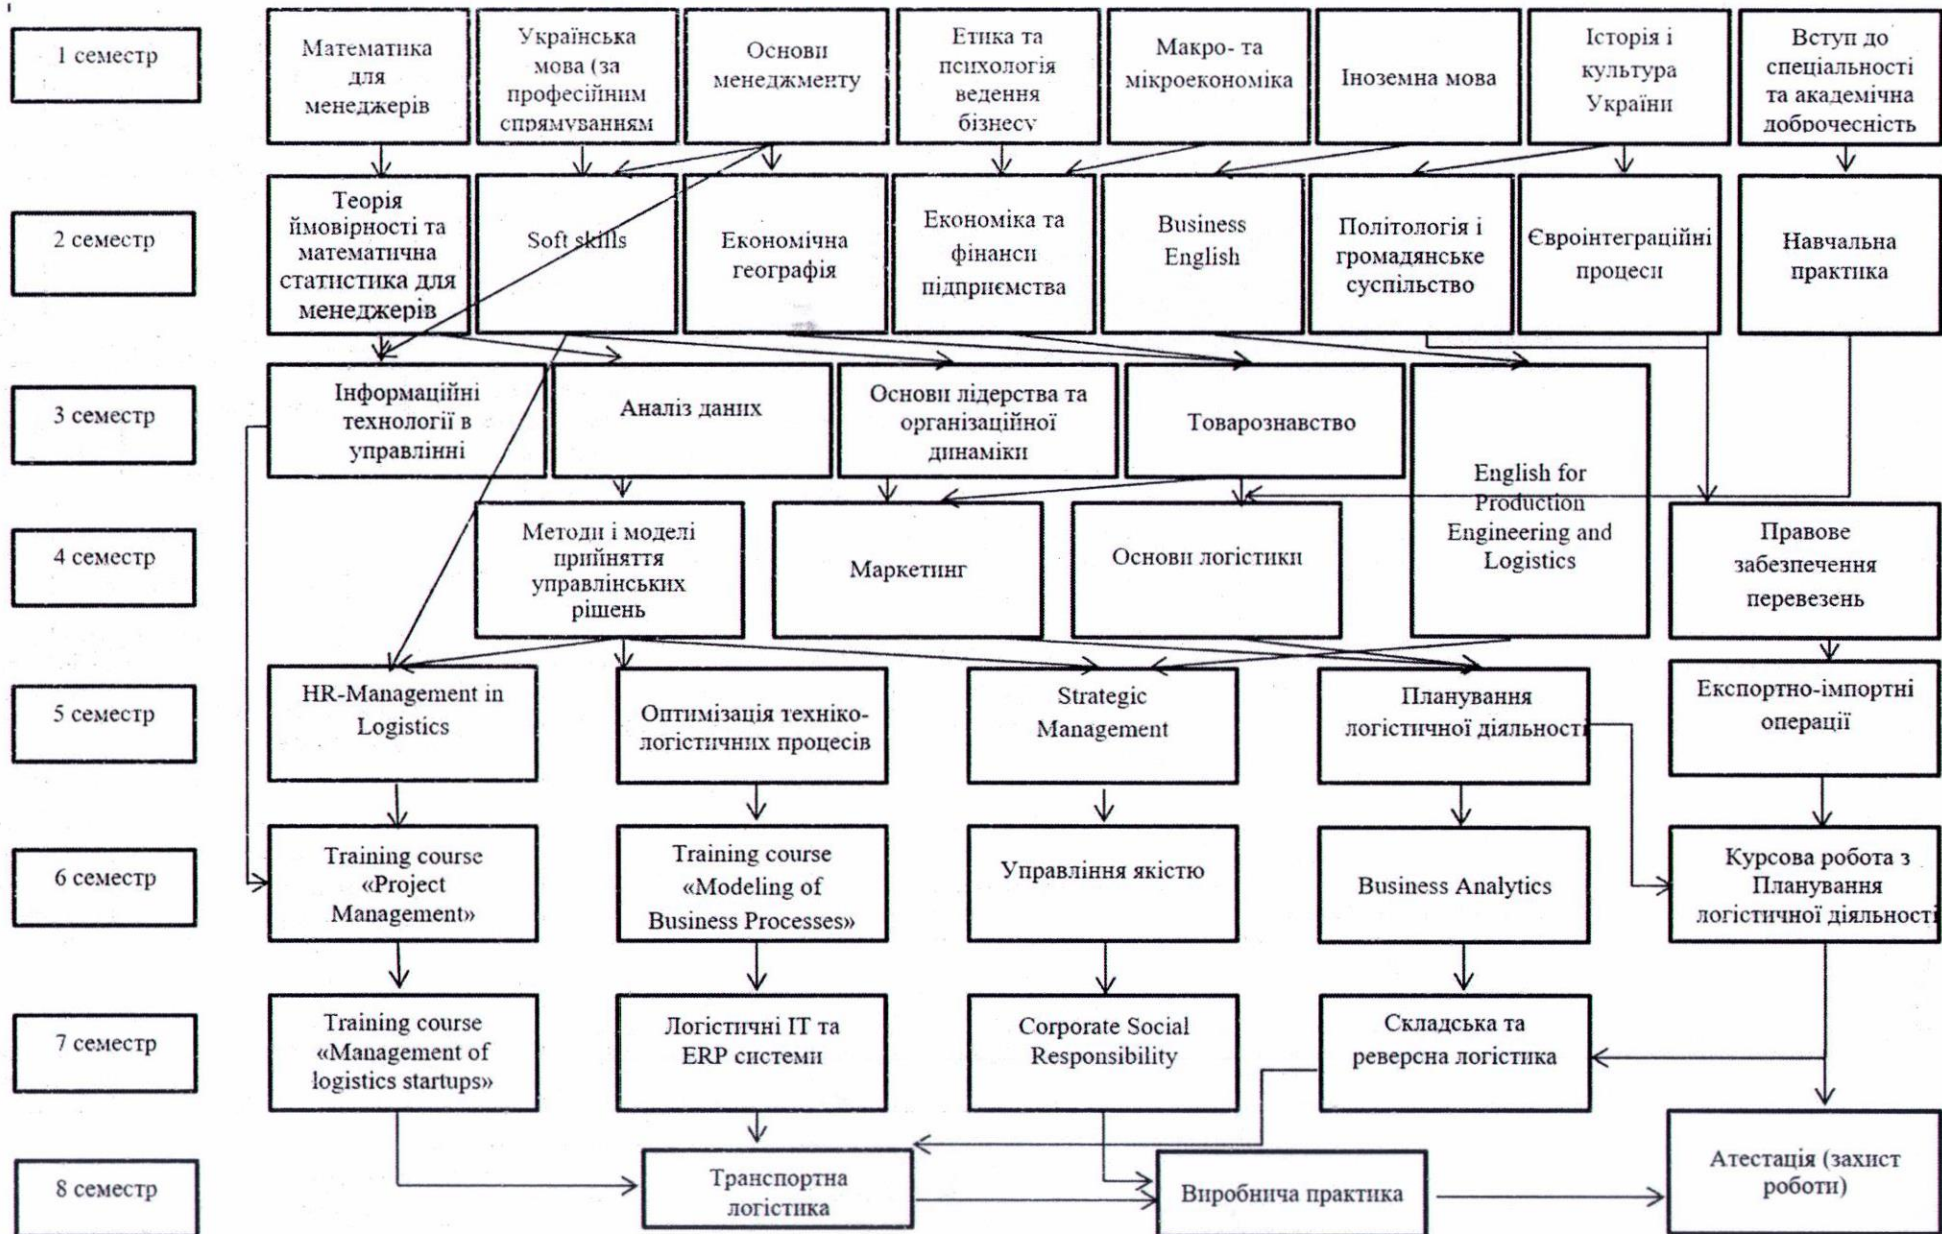 1 семестр
Математика
для
менеджерів
Українська
мова (за
професійним
спрямуванням
Основи
менеджменту
Етика та
психологія
ведення
бізнесу
Макро- та
мікроекономіка
Іноземна мова
Історія і
культура
України
Вступ до
спеціальності
та академічна
доброчесність
2 семестр
Теорія
ймовірності та
математична
статистика для
менеджерів
Soft skills
Економічна
географія
Економіка та
фінанси
підприємства
Business
English
Політологія і
громадянське
суспільство
Євроінтеграційні
процеси
Навчальна
практика
3 семестр
Інформаційні
технології в
управлінні
Аналіз даних
Основи лідерства та
організаційної
динаміки
Товарознавство
English for
Production
Engineering and
Logistics
4 семестр
Методи і моделі
прийняття
управлінських
рішень
Маркетинг
Основи логістики
Правове
забезпечення
перевезень
5 семестр
HR-Management in
Logistics
Оптимізація техніко-
логістичних процесів
Strategic
Management
Планування
логістичної діяльності
Експортно-імпортні
операції
6 семестр
Training course
«Project
Management»
Training course
«Modeling of
Business Processes»
Управління якістю
Business Analytics
Курсова робота з
Планування
логістичної діяльності
7 семестр
Training course
«Management of
logistics startups»
Логістичні ІТ та
ERP системи
Corporate Social
Responsibility
Складська та
реверсна логістика
8 семестр
Транспортна
логістика
Виробнича практика
Атестація (захист
роботи)